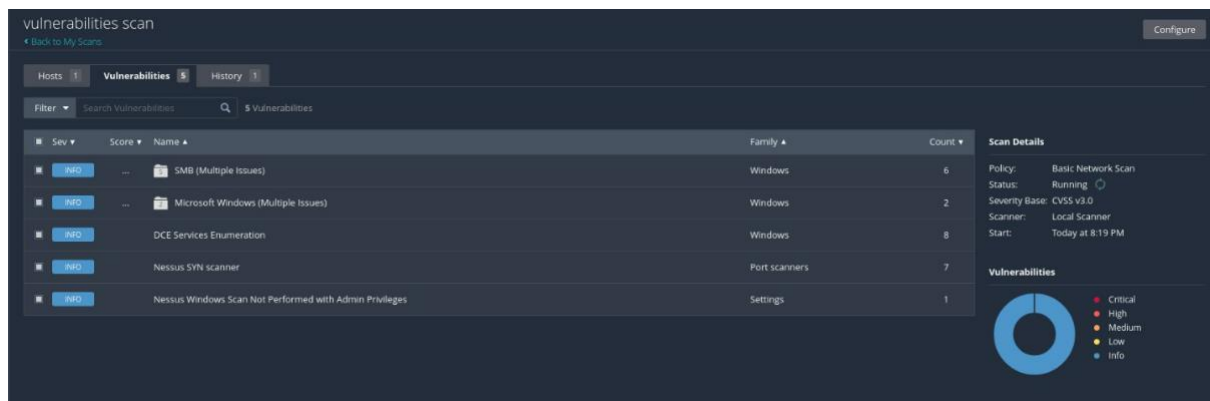 vulnerabilities scan
Back to My Scans
Configure
Hosts 1 Vulnerabilities 5 History 1
Filter Search Vulnerabilities 5 Vulnerabilities
Sev Score Name Family Count
INFO ... SMB (Multiple Issues) Windows 6
INFO ... Microsoft Windows (Multiple Issues) Windows 2
INFO DCE Services Enumeration Windows 8
INFO Nessus SYN scanner Port scanners 7
INFO Nessus Windows Scan Not Performed with Admin Privileges Settings 1
Scan Details
Policy: Basic Network Scan
Status: Running
Severity Base: CVSS v3.0
Scanner: Local Scanner
Start: Today at 8:19 PM
Vulnerabilities
Critical
High
Medium
Low
Info